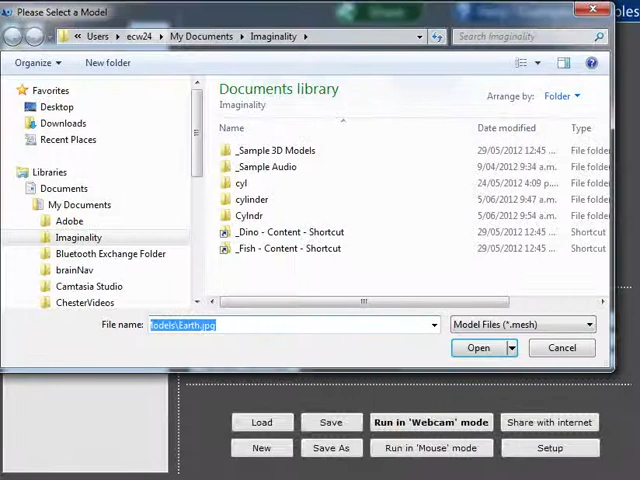 Please Select a Model
Share
Help
ples
« Users ▸ ecw24 ▸ My Documents ▸ Imaginality ▸
Search Imaginality
Organize ▾ New folder
Favorites
Desktop
Downloads
Recent Places
Libraries
Documents
My Documents
Adobe
Imaginality
Bluetooth Exchange Folder
brainNav
Camtasia Studio
ChesterVideos
Documents library
Imaginality
Arrange by: Folder ▾
Name Date modified Type
_Sample 3D Models 29/05/2012 12:45 ... File folder
_Sample Audio 9/04/2012 9:34 a.m. File folder
cyl 24/05/2012 4:09 p.... File folder
cylinder 5/06/2012 9:47 a.m. File folder
Cylndr 5/06/2012 9:54 a.m. File folder
_Dino - Content - Shortcut 29/05/2012 12:45 ... Shortcut
_Fish - Content - Shortcut 29/05/2012 12:45 ... Shortcut
File name: lodels\Earth.jpg Model Files (*.mesh)
Open Cancel
Load Save Run in 'Webcam' mode Share with internet
New Save As Run in 'Mouse' mode Setup